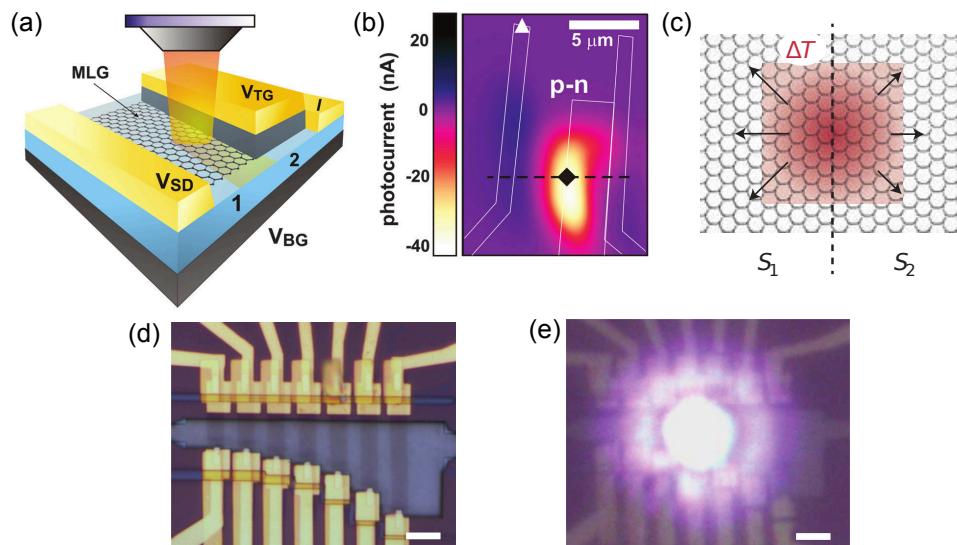 (a)
MLG
V_TG
I
2
V_SD
1
V_BG
(b)
photocurrent (nA)
20
0
-20
-40
5 μm
p-n
(c)
ΔT
S_1
S_2
(d)
(e)